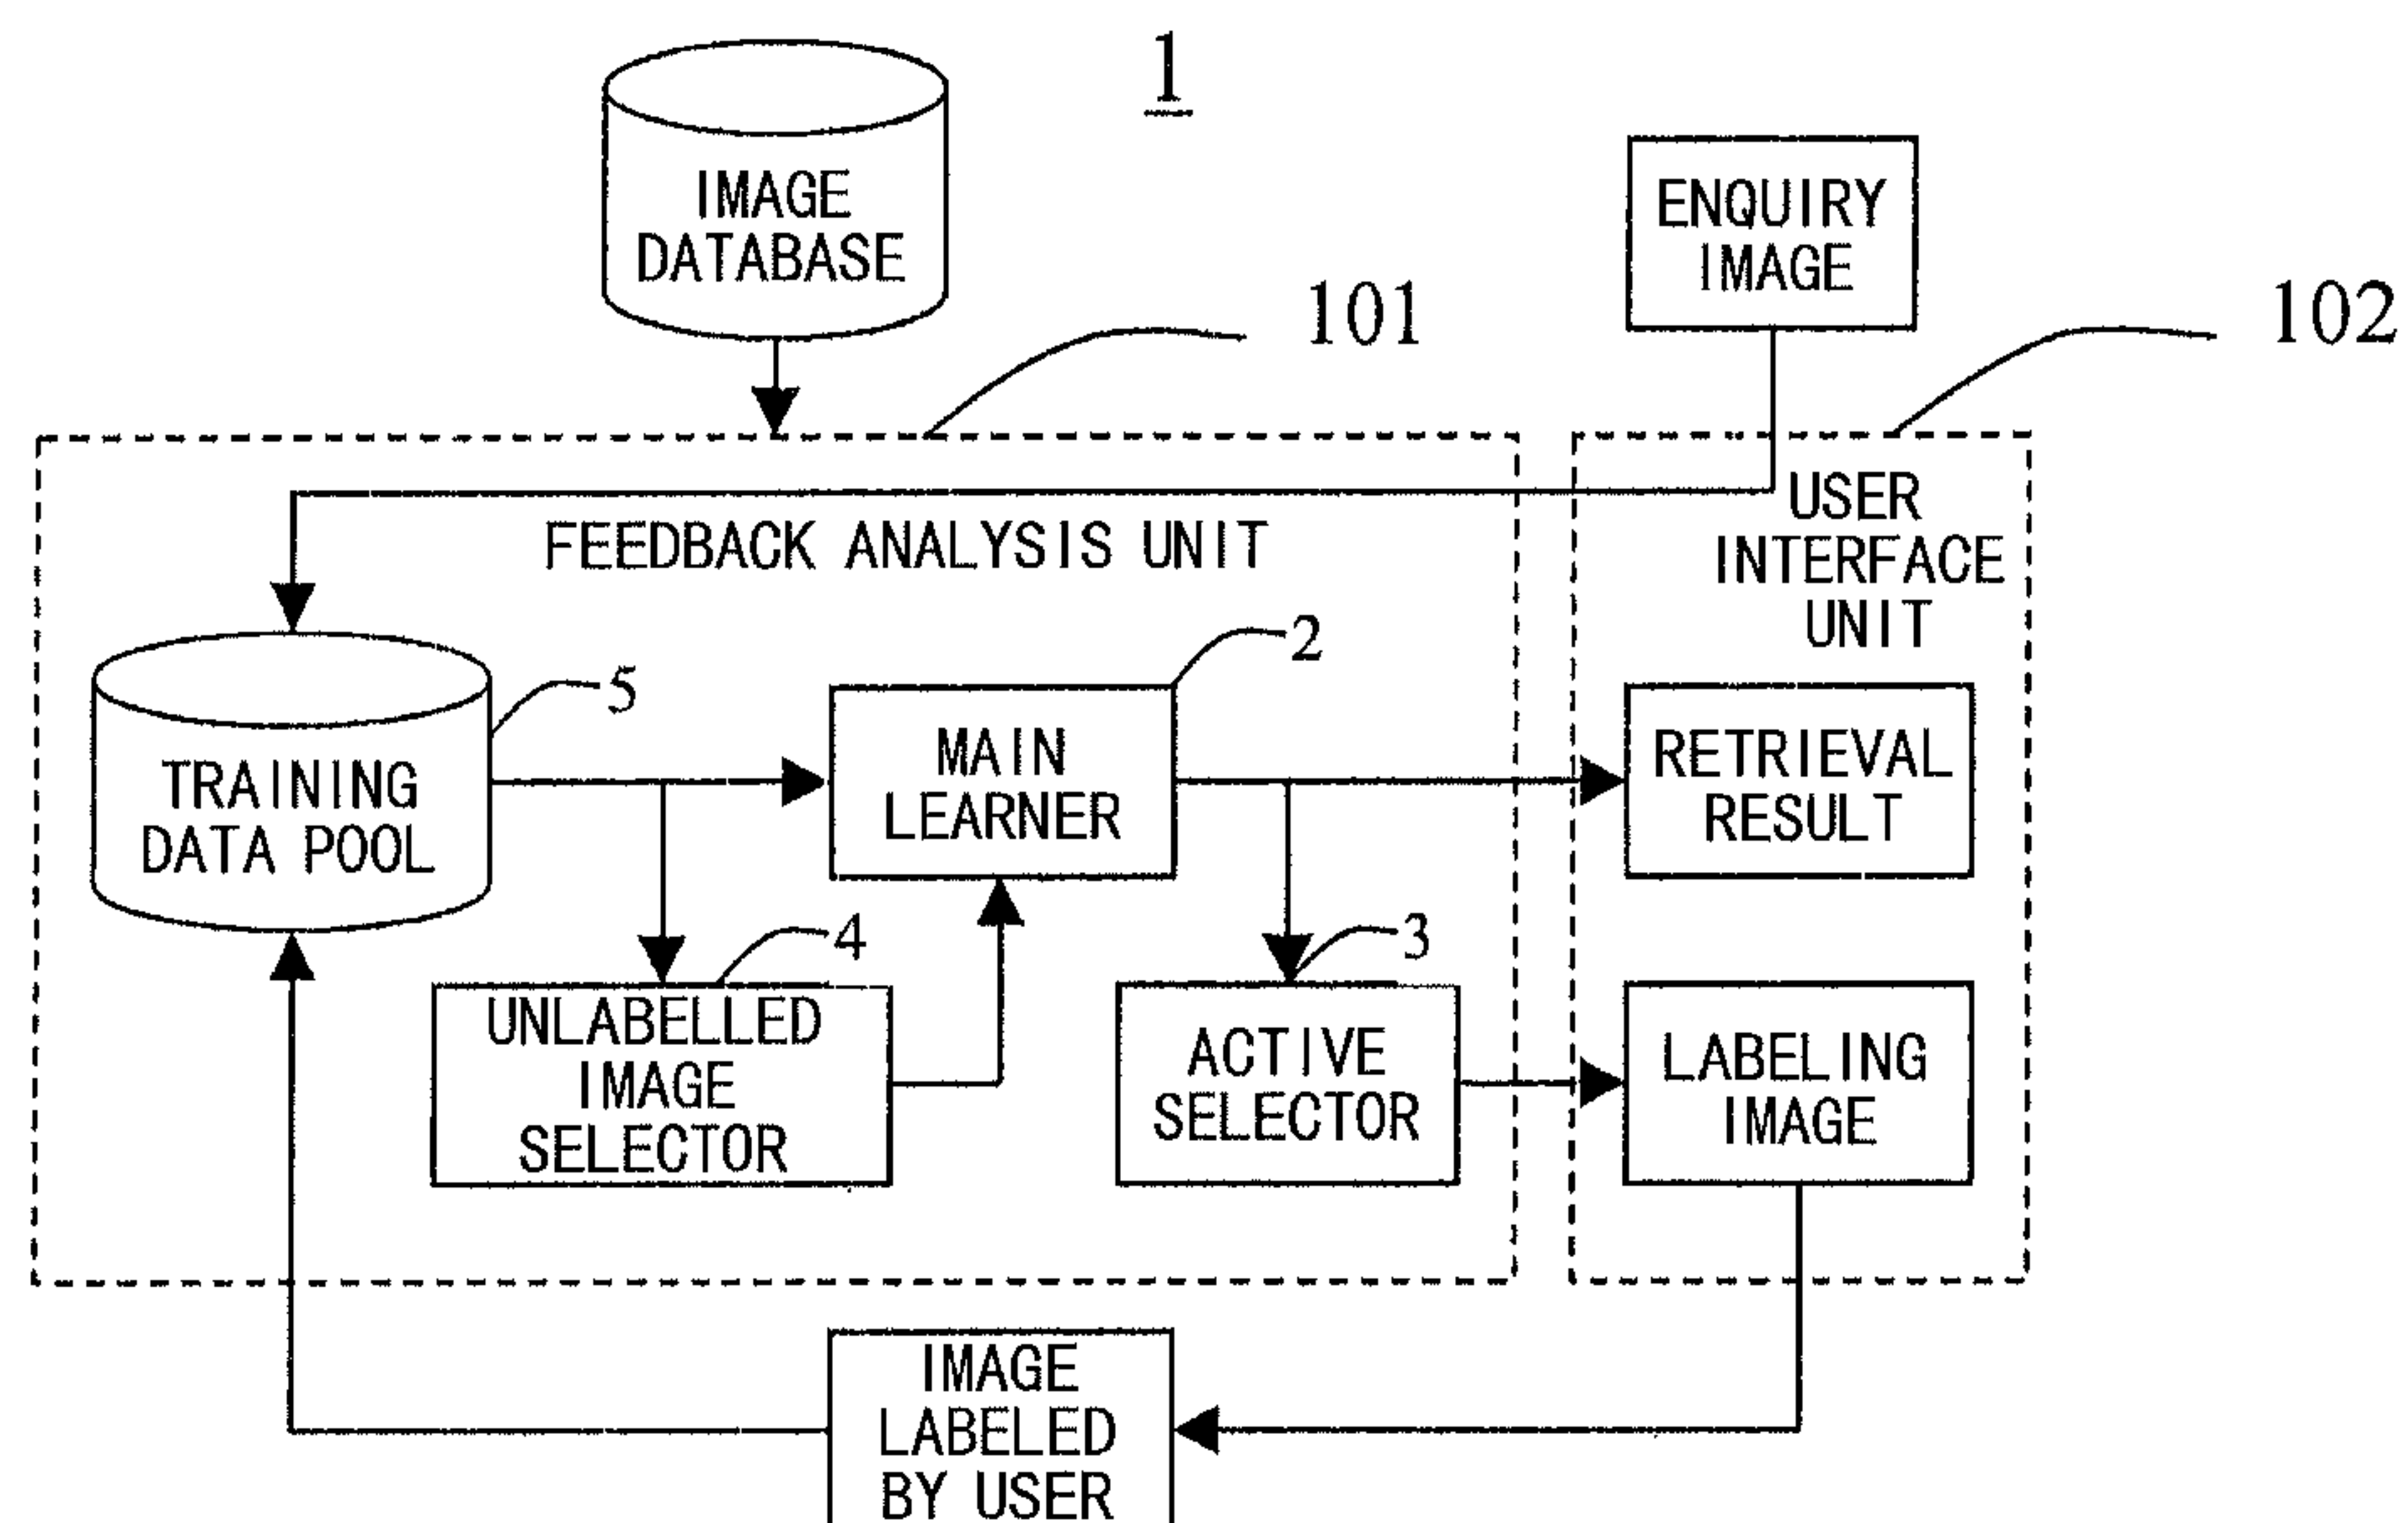 1
IMAGE
DATABASE
ENQUIRY
IMAGE
101
102
FEEDBACK ANALYSIS UNIT
USER
INTERFACE
UNIT
5
2
TRAINING
DATA POOL
MAIN
LEARNER
RETRIEVAL
RESULT
4
3
UNLABELLED
IMAGE
SELECTOR
ACTIVE
SELECTOR
LABELING
IMAGE
IMAGE
LABELED
BY USER